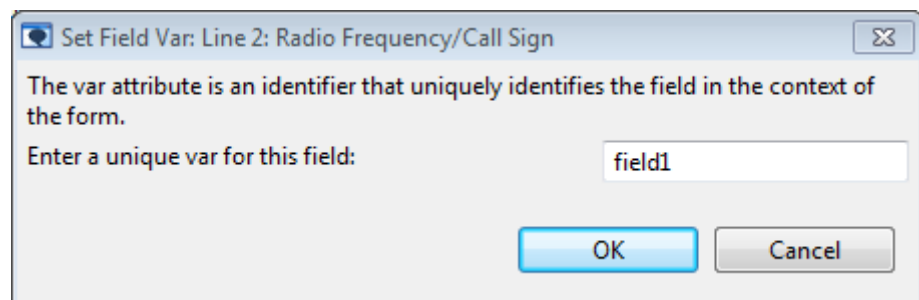 Set Field Var: Line 2: Radio Frequency/Call Sign
The var attribute is an identifier that uniquely identifies the field in the context of
the form.
Enter a unique var for this field:
field1
OK
Cancel